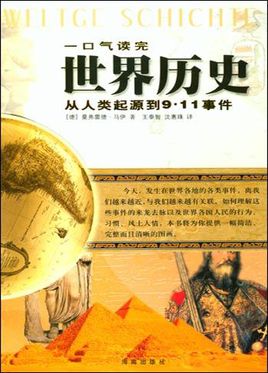 WELTGESCHICHTE
一口气读完
世界历史
从人类起源到9·11事件
[德] 曼弗雷德·马伊 著 王泰智 沈惠珠 译
今天，发生在世界各地的各类事件，离我
们越来越近，与我们越来越有关联。如何理解这
些事件的来龙去脉以及世界各国人民的行为、
习惯、风土人情，本书将为你提供一幅简洁、
完整而且清晰的图画。
海南出版社